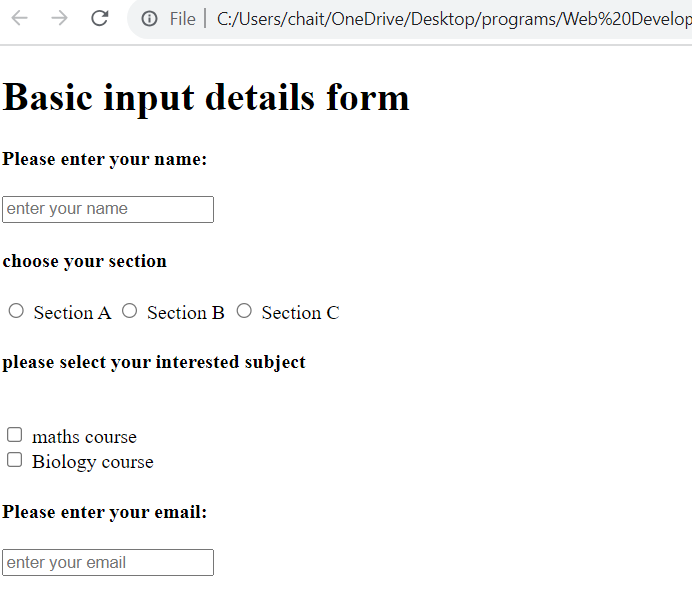 File C:/Users/chait/OneDrive/Desktop/programs/Web%20Develop
Basic input details form
Please enter your name:
enter your name
choose your section
Section A Section B Section C
please select your interested subject
maths course
Biology course
Please enter your email:
enter your email